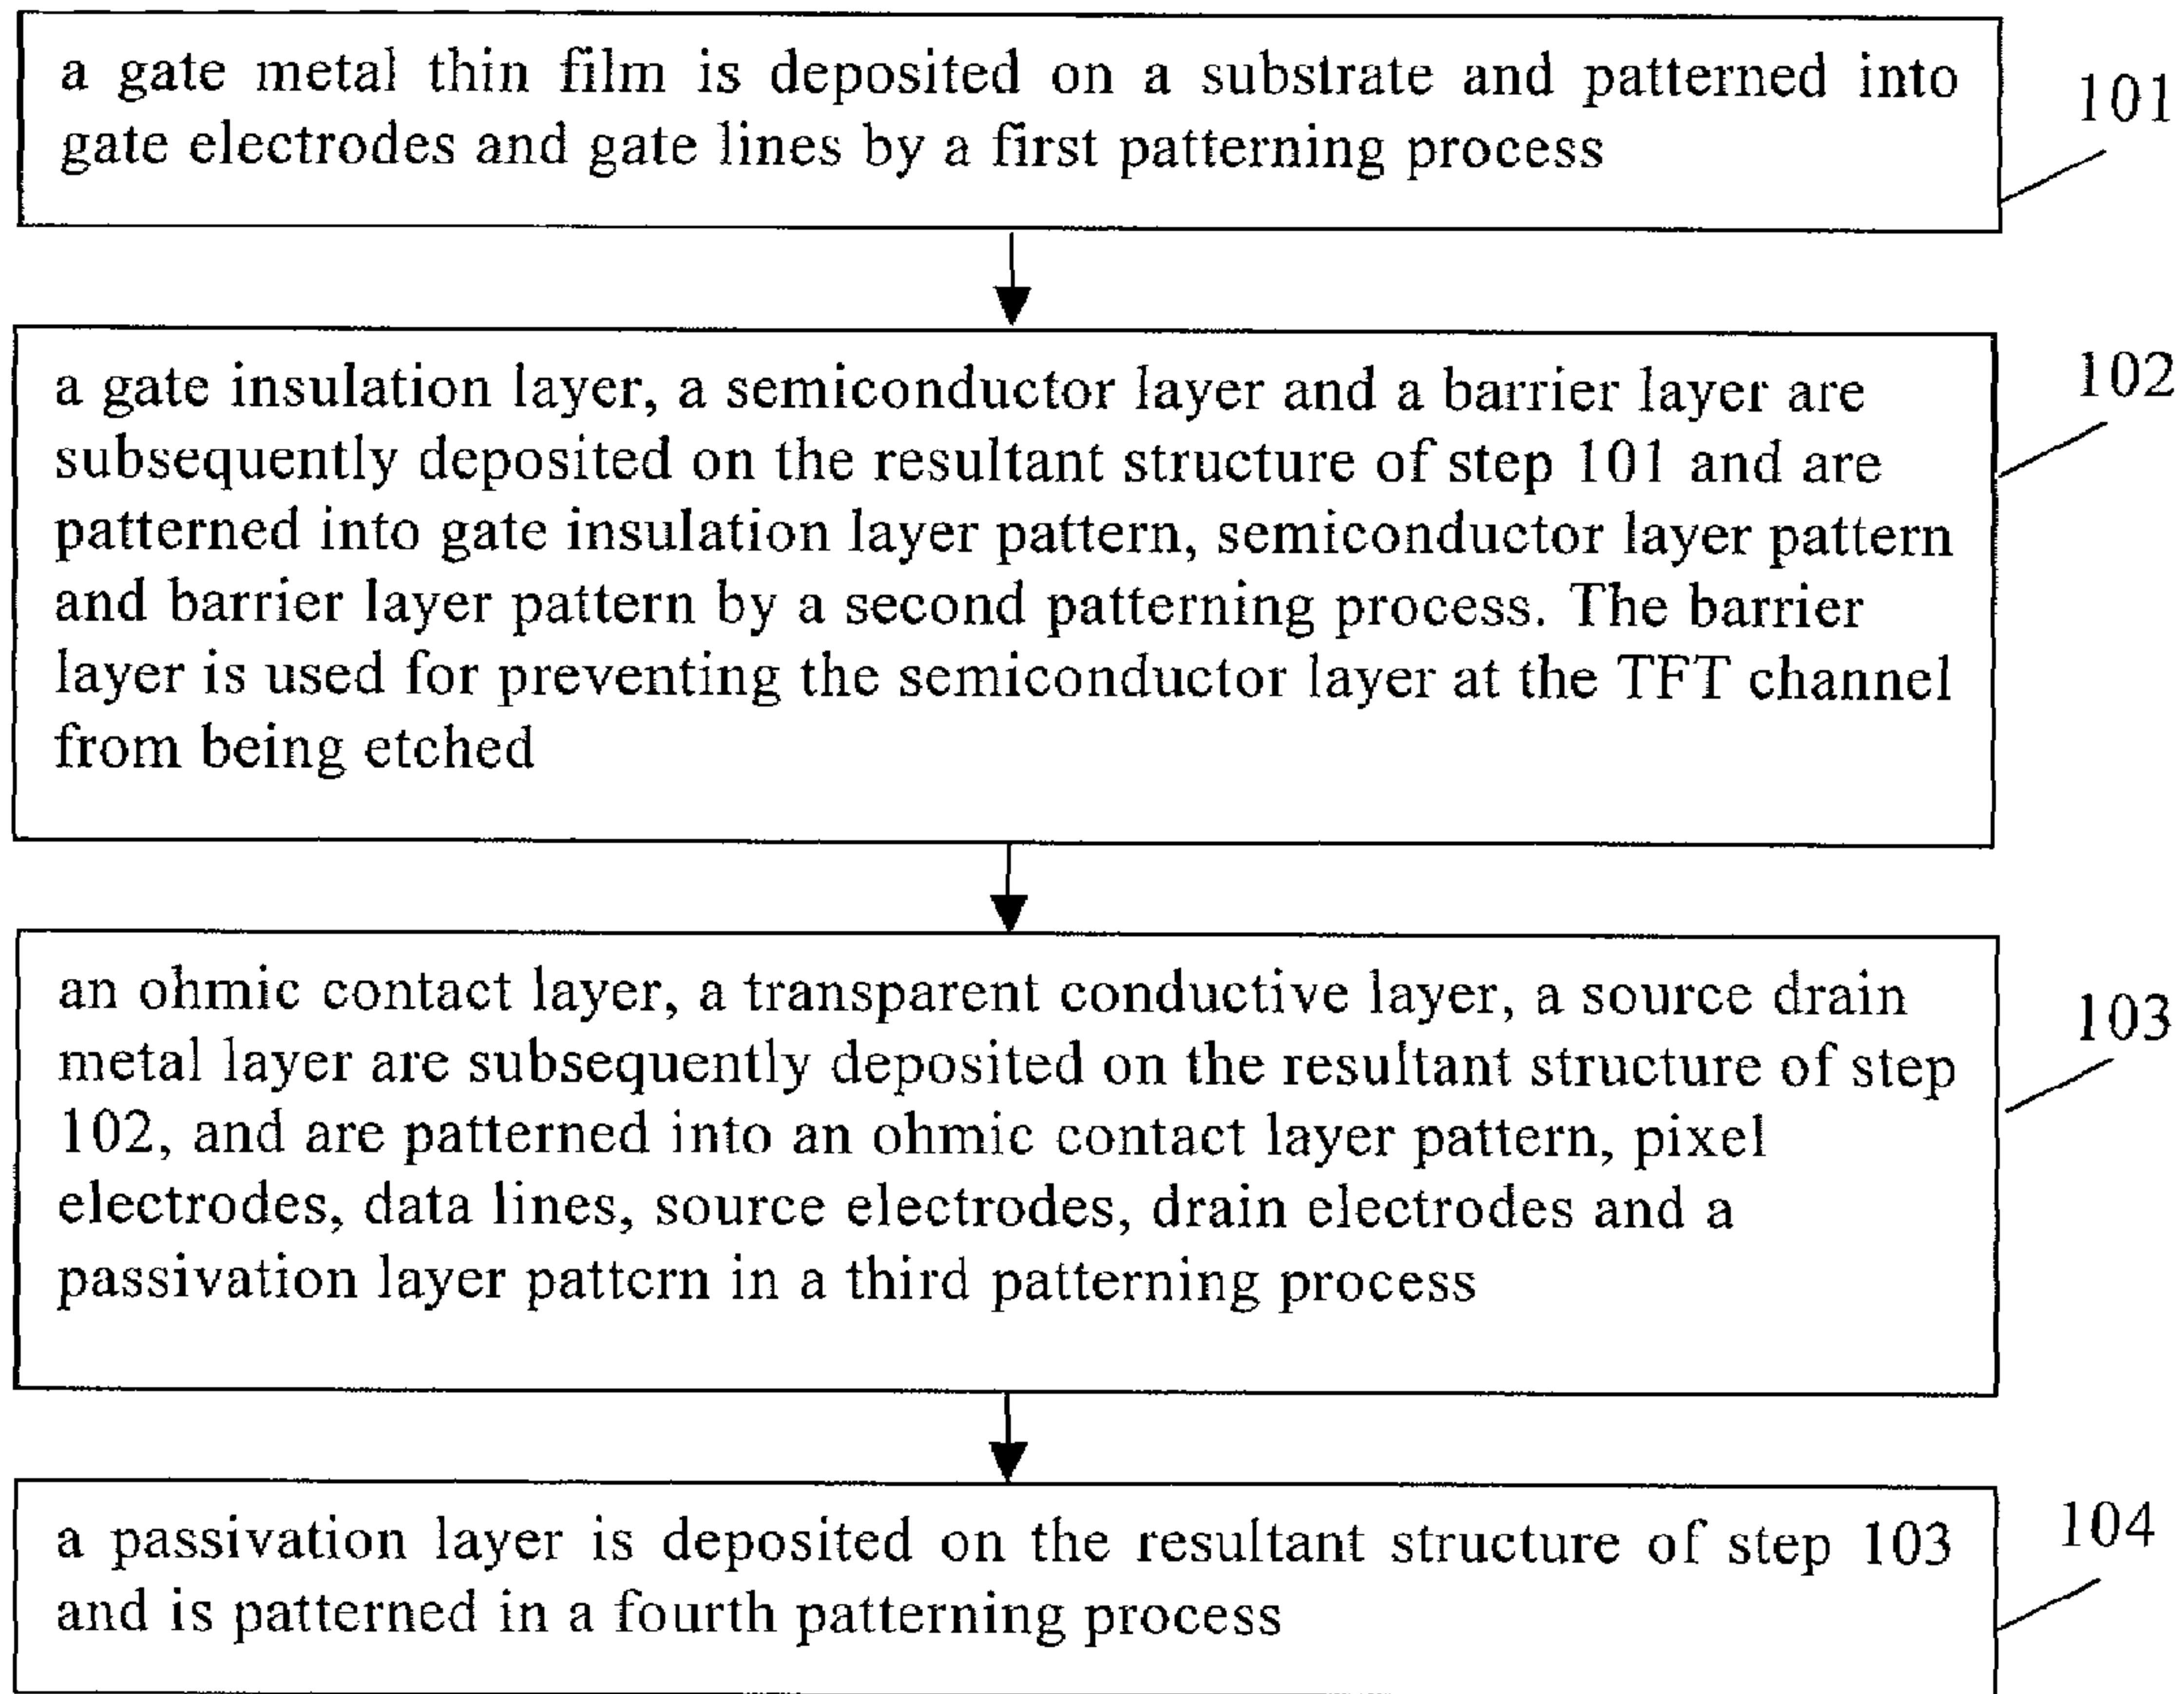 a gate metal thin film is deposited on a substrate and patterned into
gate electrodes and gate lines by a first patterning process
101
a gate insulation layer, a semiconductor layer and a barrier layer are
subsequently deposited on the resultant structure of step 101 and are
patterned into gate insulation layer pattern, semiconductor layer pattern
and barrier layer pattern by a second patterning process. The barrier
layer is used for preventing the semiconductor layer at the TFT channel
from being etched
102
an ohmic contact layer, a transparent conductive layer, a source drain
metal layer are subsequently deposited on the resultant structure of step
102, and are patterned into an ohmic contact layer pattern, pixel
electrodes, data lines, source electrodes, drain electrodes and a
passivation layer pattern in a third patterning process
103
a passivation layer is deposited on the resultant structure of step 103
and is patterned in a fourth patterning process
104